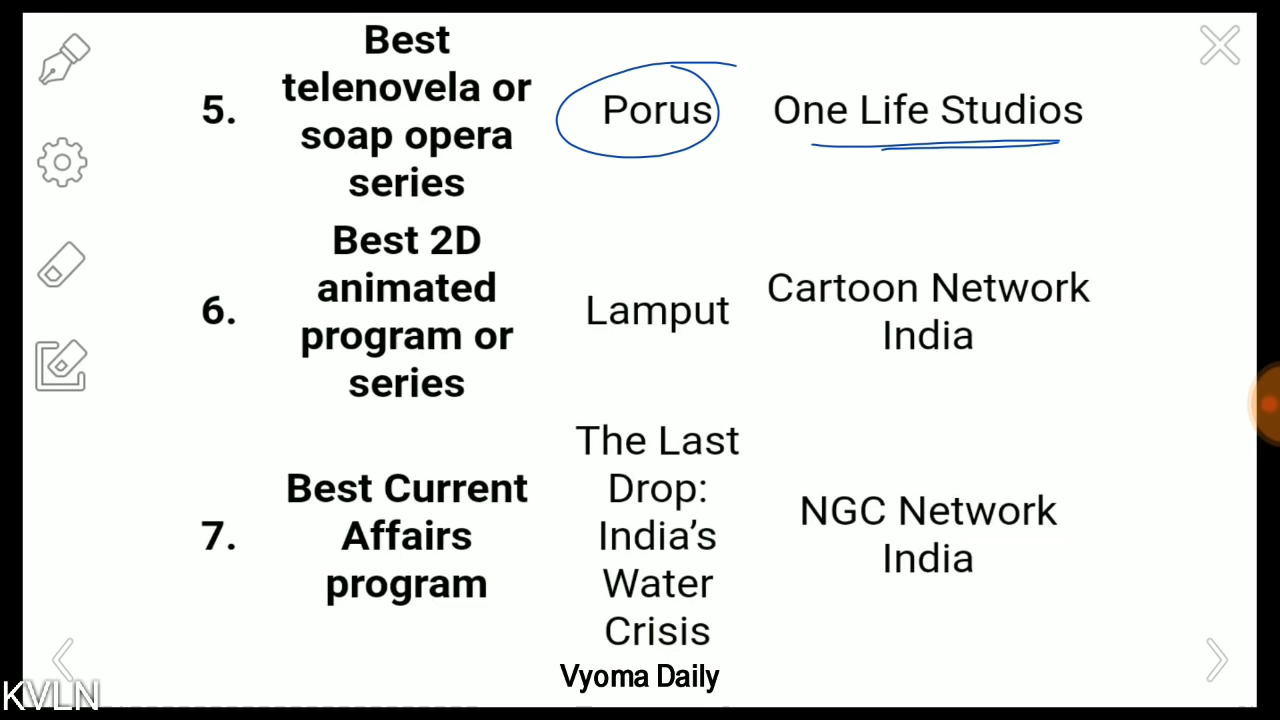 5.
Best
telenovela or
soap opera
series
Porus
One Life Studios
6.
Best 2D
animated
program or
series
Lamput
Cartoon Network
India
7.
Best Current
Affairs
program
The Last
Drop:
India’s
Water
Crisis
NGC Network
India
Vyoma Daily
KVLN